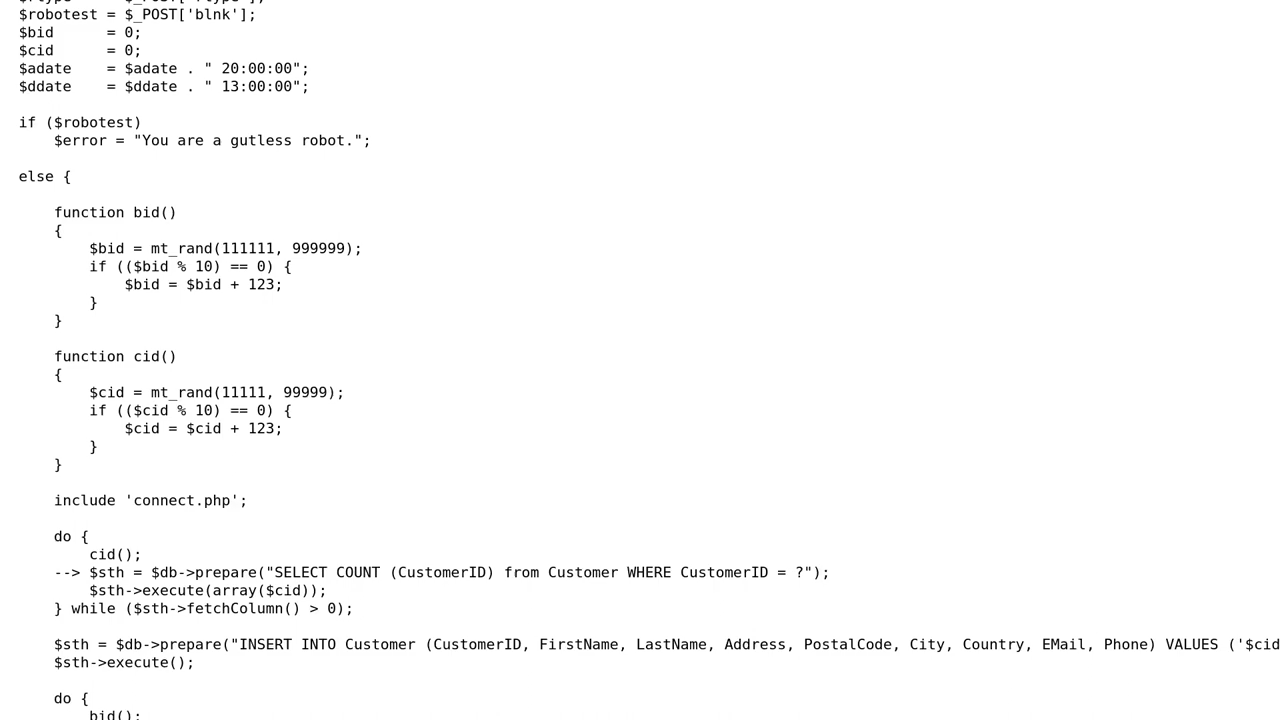 $robotest = $_POST['blnk'];
$bid      = 0;
$cid      = 0;
$adate    = $adate . " 20:00:00";
$ddate    = $ddate . " 13:00:00";
if ($robotest)
    $error = "You are a gutless robot.";
else {
    function bid()
    {
        $bid = mt_rand(111111, 999999);
        if (($bid % 10) == 0) {
            $bid = $bid + 123;
        }
    }
    function cid()
    {
        $cid = mt_rand(11111, 99999);
        if (($cid % 10) == 0) {
            $cid = $cid + 123;
        }
    }
    include 'connect.php';
    do {
        cid();
    --> $sth = $db->prepare("SELECT COUNT (CustomerID) from Customer WHERE CustomerID = ?");
        $sth->execute(array($cid));
    } while ($sth->fetchColumn() > 0);
    $sth = $db->prepare("INSERT INTO Customer (CustomerID, FirstName, LastName, Address, PostalCode, City, Country, EMail, Phone) VALUES ('$cid
    $sth->execute();
    do {
        bid();